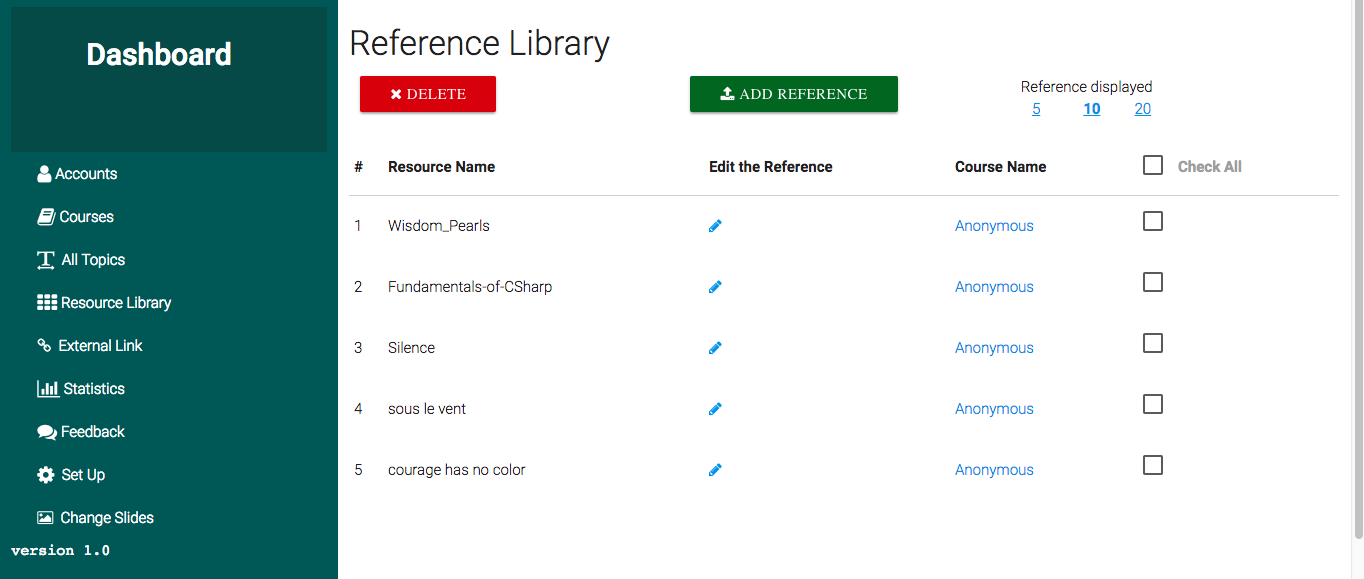 Dashboard
Accounts
Courses
All Topics
Resource Library
External Link
Statistics
Feedback
Set Up
Change Slides
version 1.0
Reference Library
DELETE
ADD REFERENCE
Reference displayed
5 10 20
# Resource Name Edit the Reference Course Name Check All
1 Wisdom_Pearls Anonymous
2 Fundamentals-of-CSharp Anonymous
3 Silence Anonymous
4 sous le vent Anonymous
5 courage has no color Anonymous